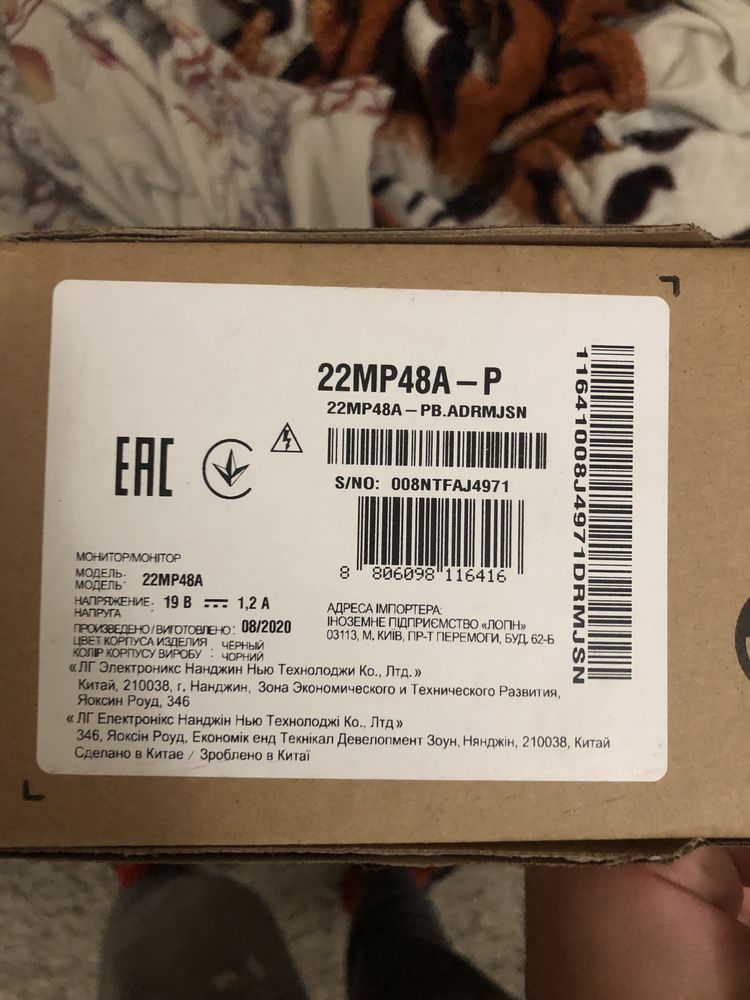 22MP48A – P
22MP48A – PB.ADRMJSN
EAC
S/NO: 008NTFAJ4971
8 806098 116416
11641008J4971DRMJSN
МОНИТОР/МОНІТОР
МОДЕЛЬ:
МОДЕЛЬ: 22MP48A
НАПРЯЖЕНИЕ: 19 В 1,2 А
НАПРУГА
ПРОИЗВЕДЕНО / ВИГОТОВЛЕНО : 08/2020
ЦВЕТ КОРПУСА ИЗДЕЛИЯ : ЧЁРНЫЙ
КОЛІР КОРПУСУ ВИРОБУ : ЧОРНИЙ
АДРЕСА ІМПОРТЕРА:
ІНОЗЕМНЕ ПІДПРИЄМСТВО «ЛОГІН»
03113, М. КИЇВ, ПР-Т ПЕРЕМОГИ, БУД. 62-Б
«ЛГ Электроникс Нанджин Нью Технолоджи Ко., Лтд.»
Китай, 210038, г. Нанджин, Зона Экономического и Технического Развития,
Яоксин Роуд, 346
«ЛГ Електронікс Нанджін Нью Технолоджі Ко., Лтд»
346, Яоксін Роуд, Економік енд Текнікал Девелопмент Зоун, Нянджін, 210038, Китай
Сделано в Китае / Зроблено в Китаї